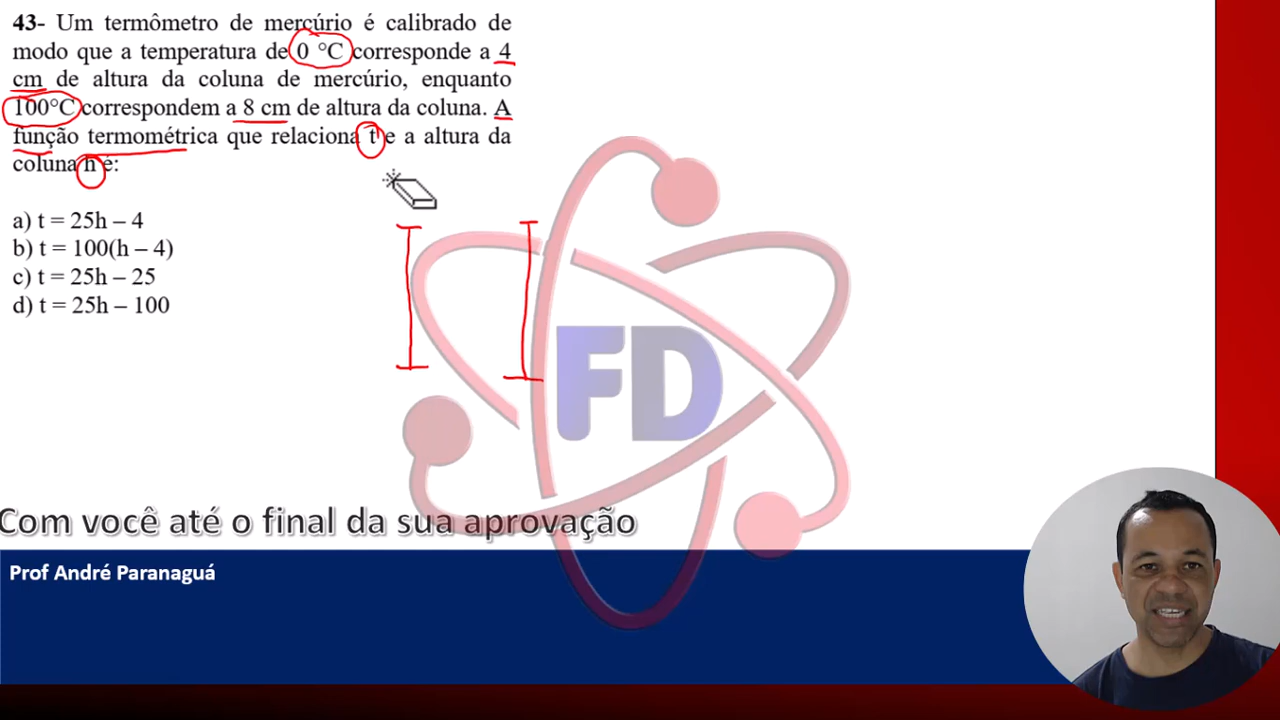 43- Um termômetro de mercúrio é calibrado de
modo que a temperatura de 0 °C corresponde a 4
cm de altura da coluna de mercúrio, enquanto
100°C correspondem a 8 cm de altura da coluna. A
função termométrica que relaciona t e a altura da
coluna h é:
a) t = 25h – 4
b) t = 100(h – 4)
c) t = 25h – 25
d) t = 25h – 100
FD
Com você até o final da sua aprovação
Prof André Paranaguá